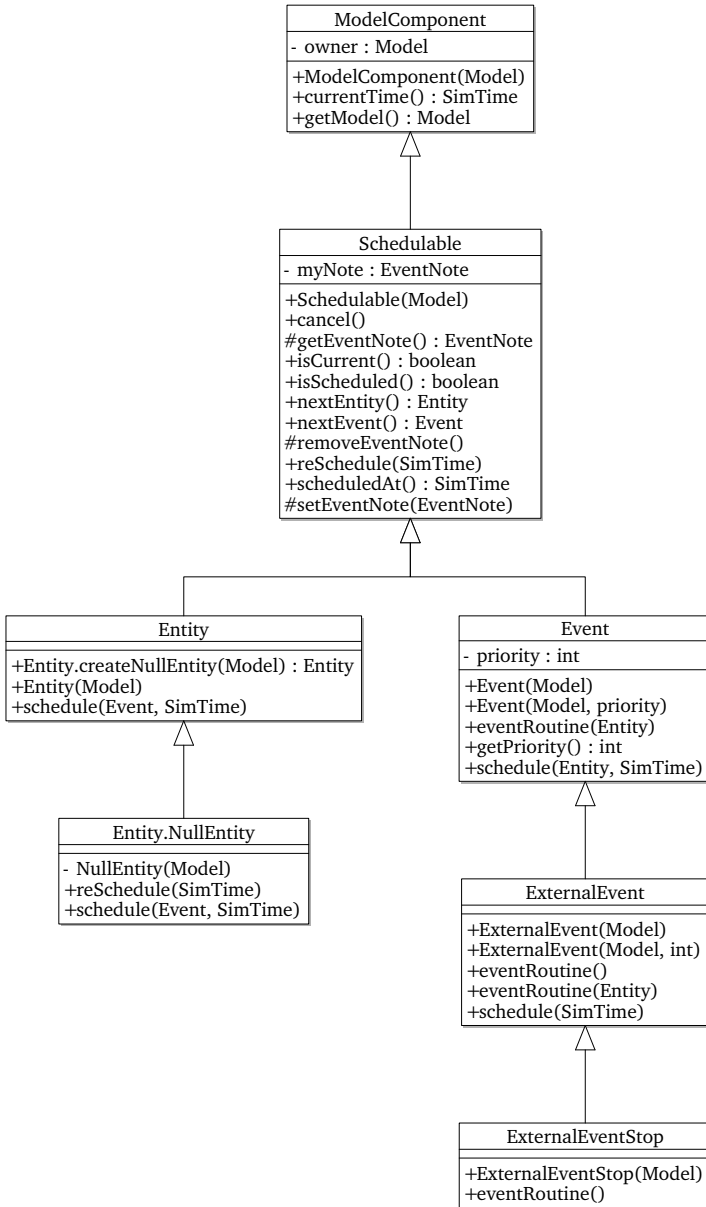 ModelComponent
- owner : Model
+ModelComponent(Model)
+currentTime() : SimTime
+getModel() : Model
Schedulable
- myNote : EventNote
+Schedulable(Model)
+cancel()
#getEventNote() : EventNote
+isCurrent() : boolean
+isScheduled() : boolean
+nextEntity() : Entity
+nextEvent() : Event
#removeEventNote()
+reSchedule(SimTime)
+scheduledAt() : SimTime
#setEventNote(EventNote)
Entity
+Entity.createNullEntity(Model) : Entity
+Entity(Model)
+schedule(Event, SimTime)
Event
- priority : int
+Event(Model)
+Event(Model, priority)
+eventRoutine(Entity)
+getPriority() : int
+schedule(Entity, SimTime)
Entity.NullEntity
- NullEntity(Model)
+reSchedule(SimTime)
+schedule(Event, SimTime)
ExternalEvent
+ExternalEvent(Model)
+ExternalEvent(Model, int)
+eventRoutine()
+eventRoutine(Entity)
+schedule(SimTime)
ExternalEventStop
+ExternalEventStop(Model)
+eventRoutine()